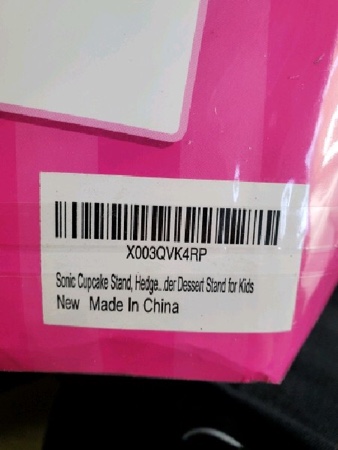 X003QVK4RP
Sonic Cupcake Stand, Hedge...der Dessert Stand for Kids
New Made In China